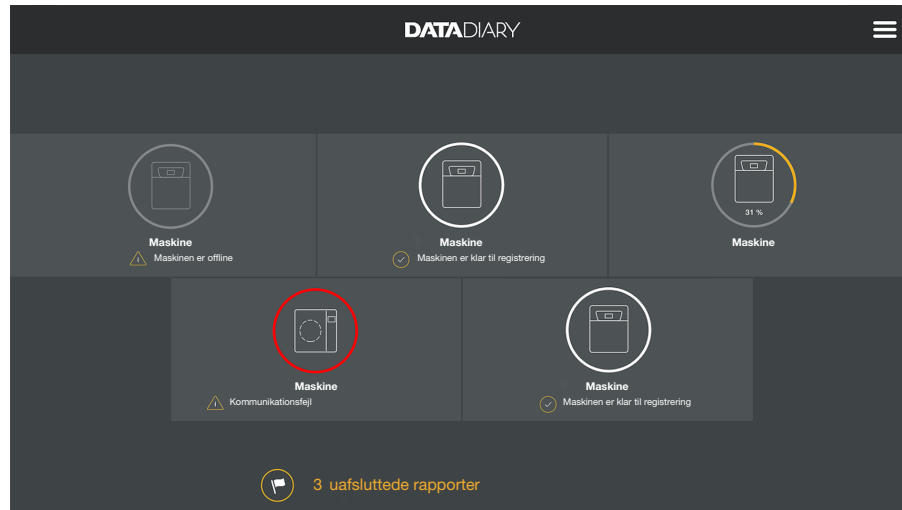 DATADIARY
Maskine
Maskinen er offline
Maskine
Maskinen er klar til registrering
31 %
Maskine
Maskine
Kommunikationsfejl
Maskine
Maskinen er klar til registrering
3 uafsluttede rapporter